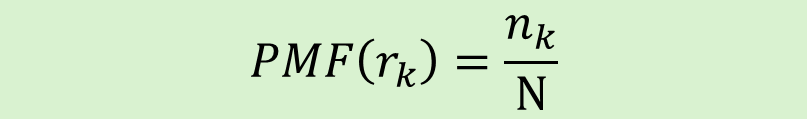 PMF(r_k) = n_k / N